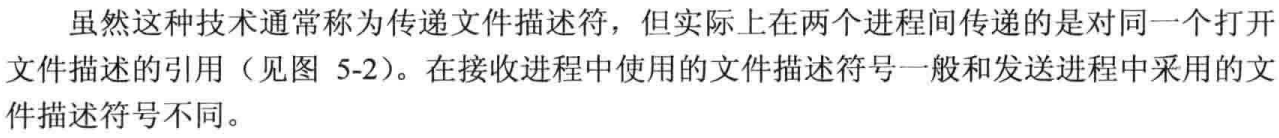 虽然这种技术通常称为传递文件描述符，但实际上在两个进程间传递的是对同一个打开
文件描述的引用（见图 5-2）。在接收进程中使用的文件描述符号一般和发送进程中采用的文
件描述符号不同。